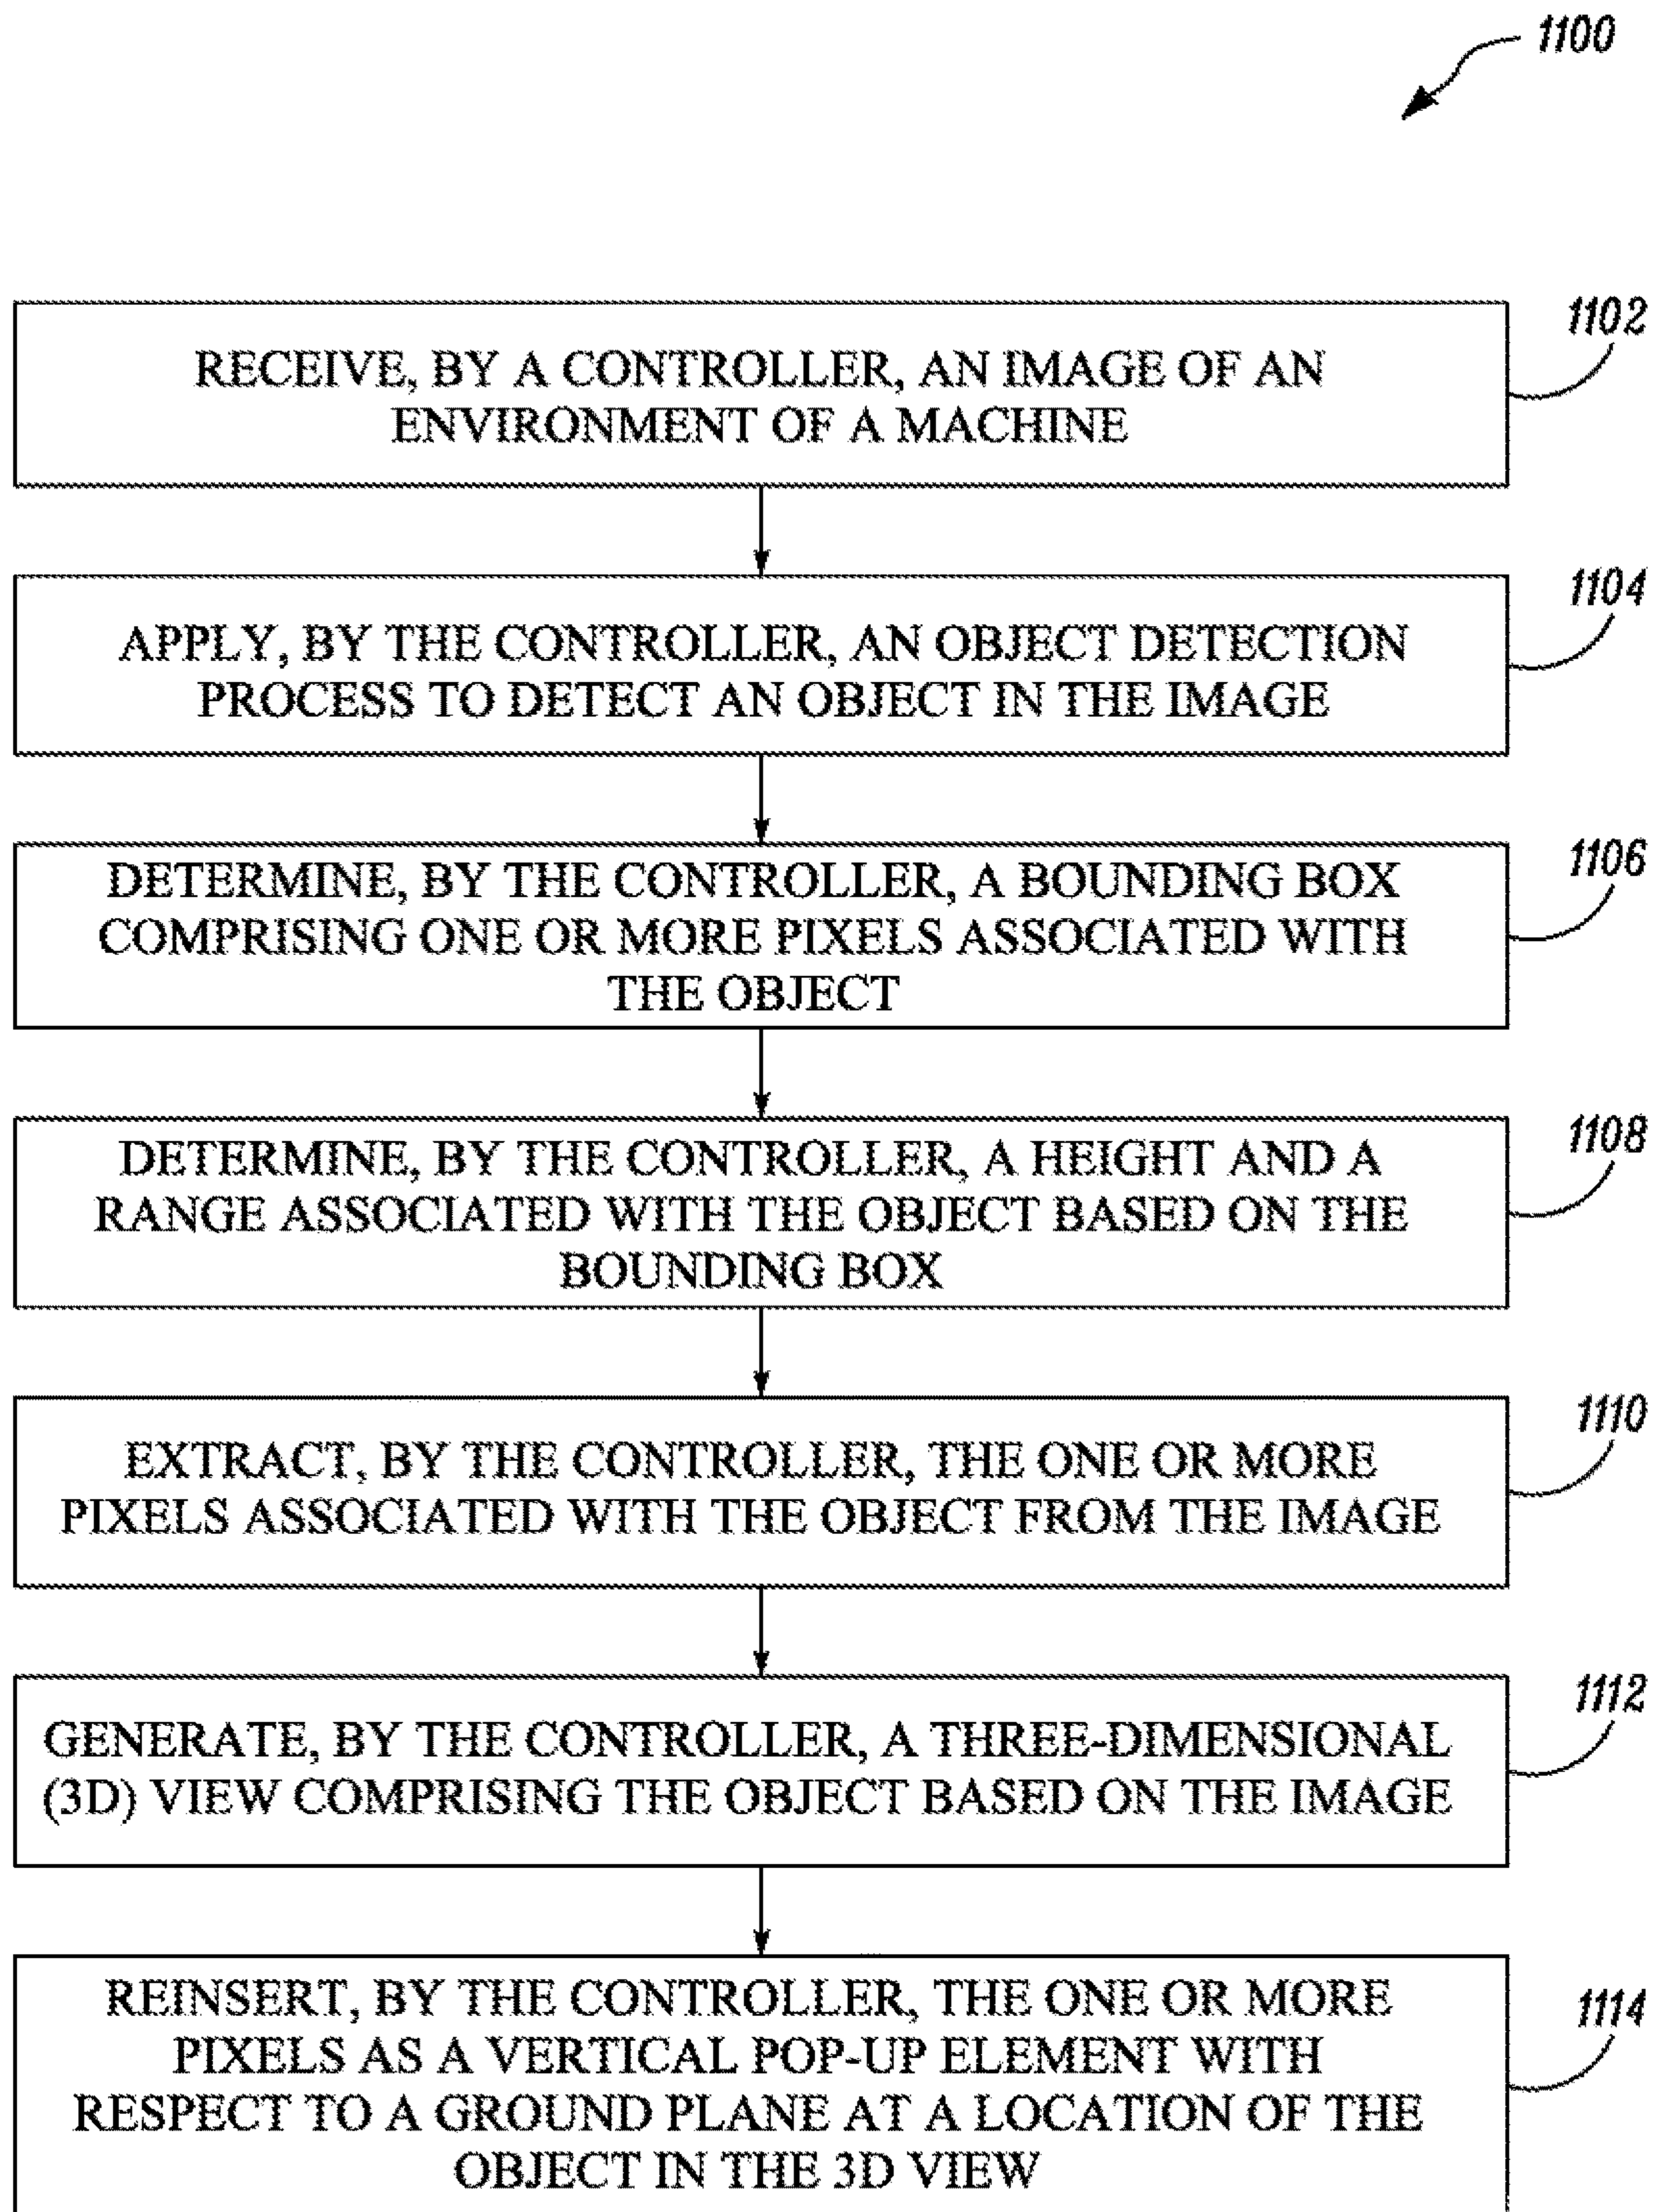 1100
1102
RECEIVE, BY A CONTROLLER, AN IMAGE OF AN
ENVIRONMENT OF A MACHINE
1104
APPLY, BY THE CONTROLLER, AN OBJECT DETECTION
PROCESS TO DETECT AN OBJECT IN THE IMAGE
1106
DETERMINE, BY THE CONTROLLER, A BOUNDING BOX
COMPRISING ONE OR MORE PIXELS ASSOCIATED WITH
THE OBJECT
1108
DETERMINE, BY THE CONTROLLER, A HEIGHT AND A
RANGE ASSOCIATED WITH THE OBJECT BASED ON THE
BOUNDING BOX
1110
EXTRACT, BY THE CONTROLLER, THE ONE OR MORE
PIXELS ASSOCIATED WITH THE OBJECT FROM THE IMAGE
1112
GENERATE, BY THE CONTROLLER, A THREE-DIMENSIONAL
(3D) VIEW COMPRISING THE OBJECT BASED ON THE IMAGE
1114
REINSERT, BY THE CONTROLLER, THE ONE OR MORE
PIXELS AS A VERTICAL POP-UP ELEMENT WITH
RESPECT TO A GROUND PLANE AT A LOCATION OF THE
OBJECT IN THE 3D VIEW